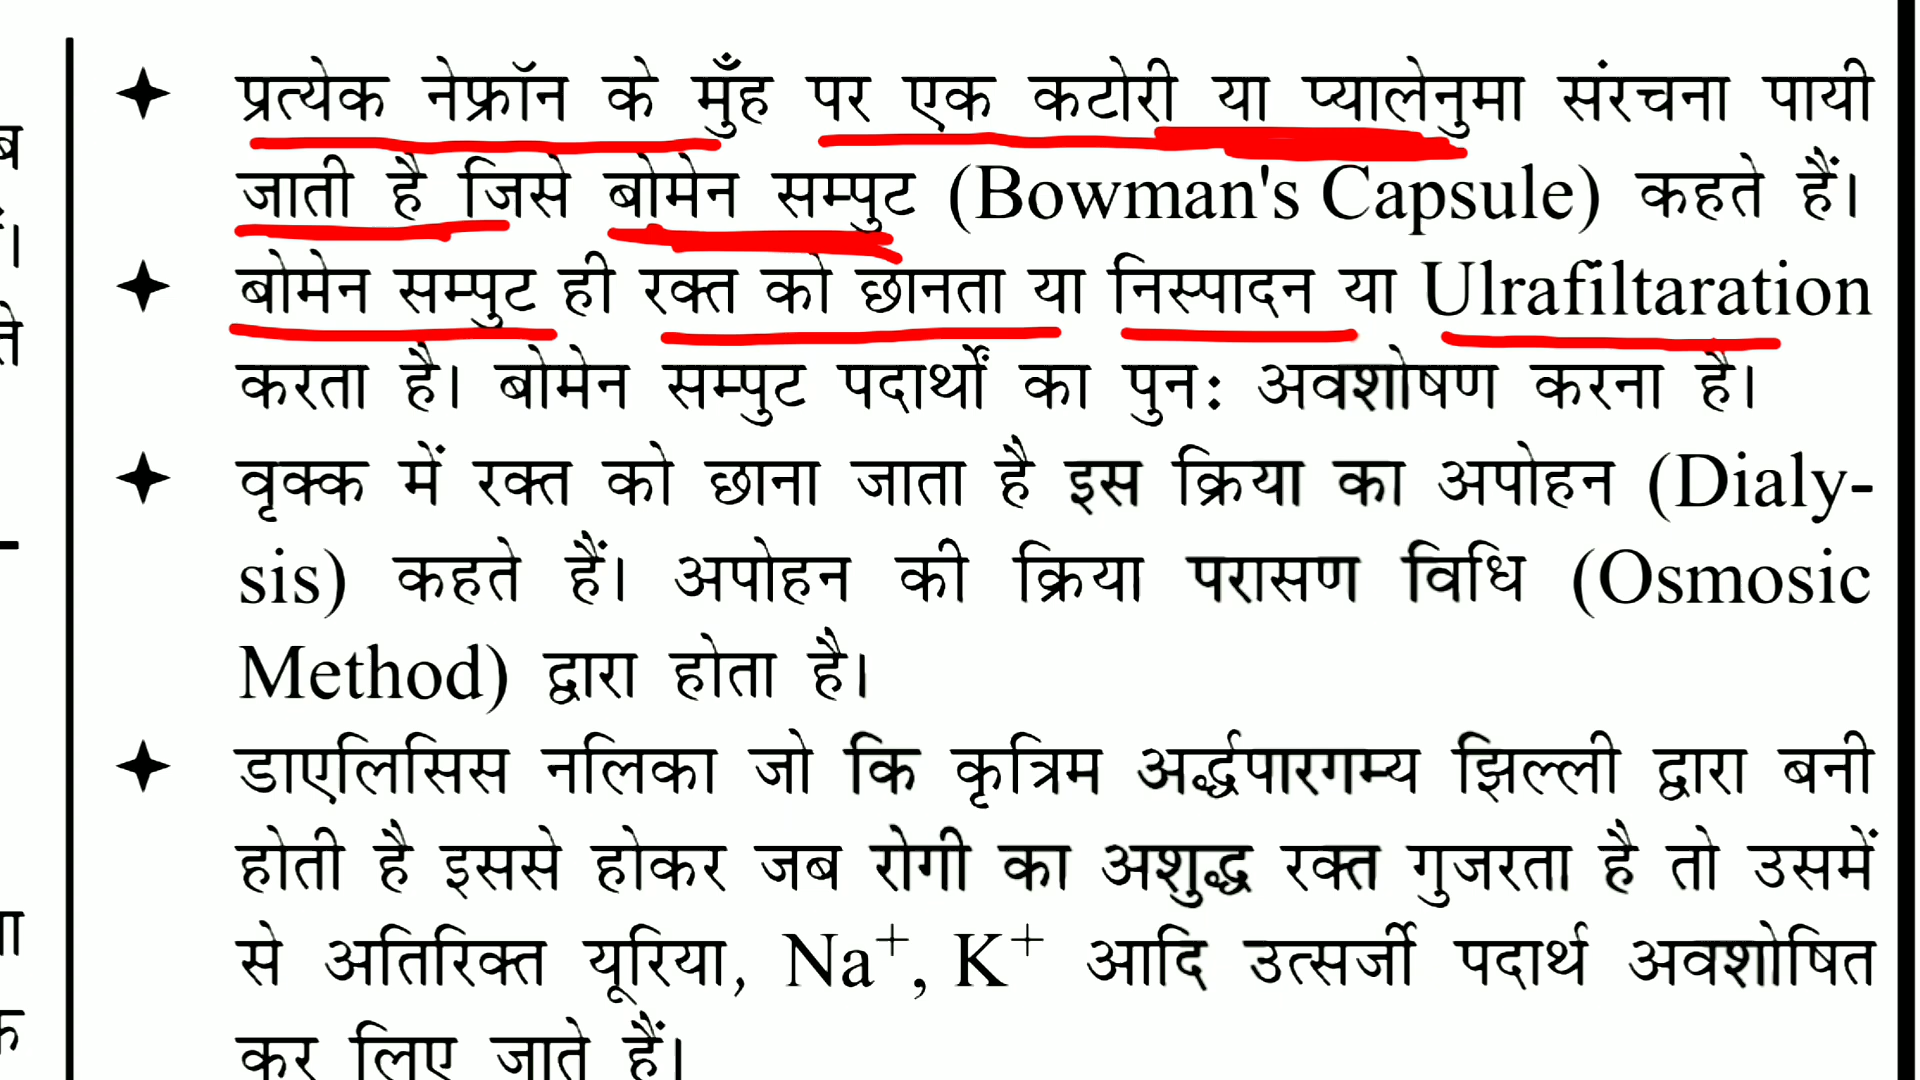 ✦ प्रत्येक नेफ्रॉन के मुँह पर एक कटोरी या प्यालेनुमा संरचना पायी
जाती है जिसे बोमेन सम्पुट (Bowman's Capsule) कहते हैं।
✦ बोमेन सम्पुट ही रक्त को छानता या निस्पादन या Ulrafiltaration
करता है। बोमेन सम्पुट पदार्थों का पुनः अवशोषण करना है।
✦ वृक्क में रक्त को छाना जाता है इस क्रिया का अपोहन (Dialy-
sis) कहते हैं। अपोहन की क्रिया परासण विधि (Osmosic
Method) द्वारा होता है।
✦ डाएलिसिस नलिका जो कि कृत्रिम अर्द्धपारगम्य झिल्ली द्वारा बनी
होती है इससे होकर जब रोगी का अशुद्ध रक्त गुजरता है तो उसमें
से अतिरिक्त यूरिया, Na⁺, K⁺ आदि उत्सर्जी पदार्थ अवशोषित
कर लिए जाते हैं।